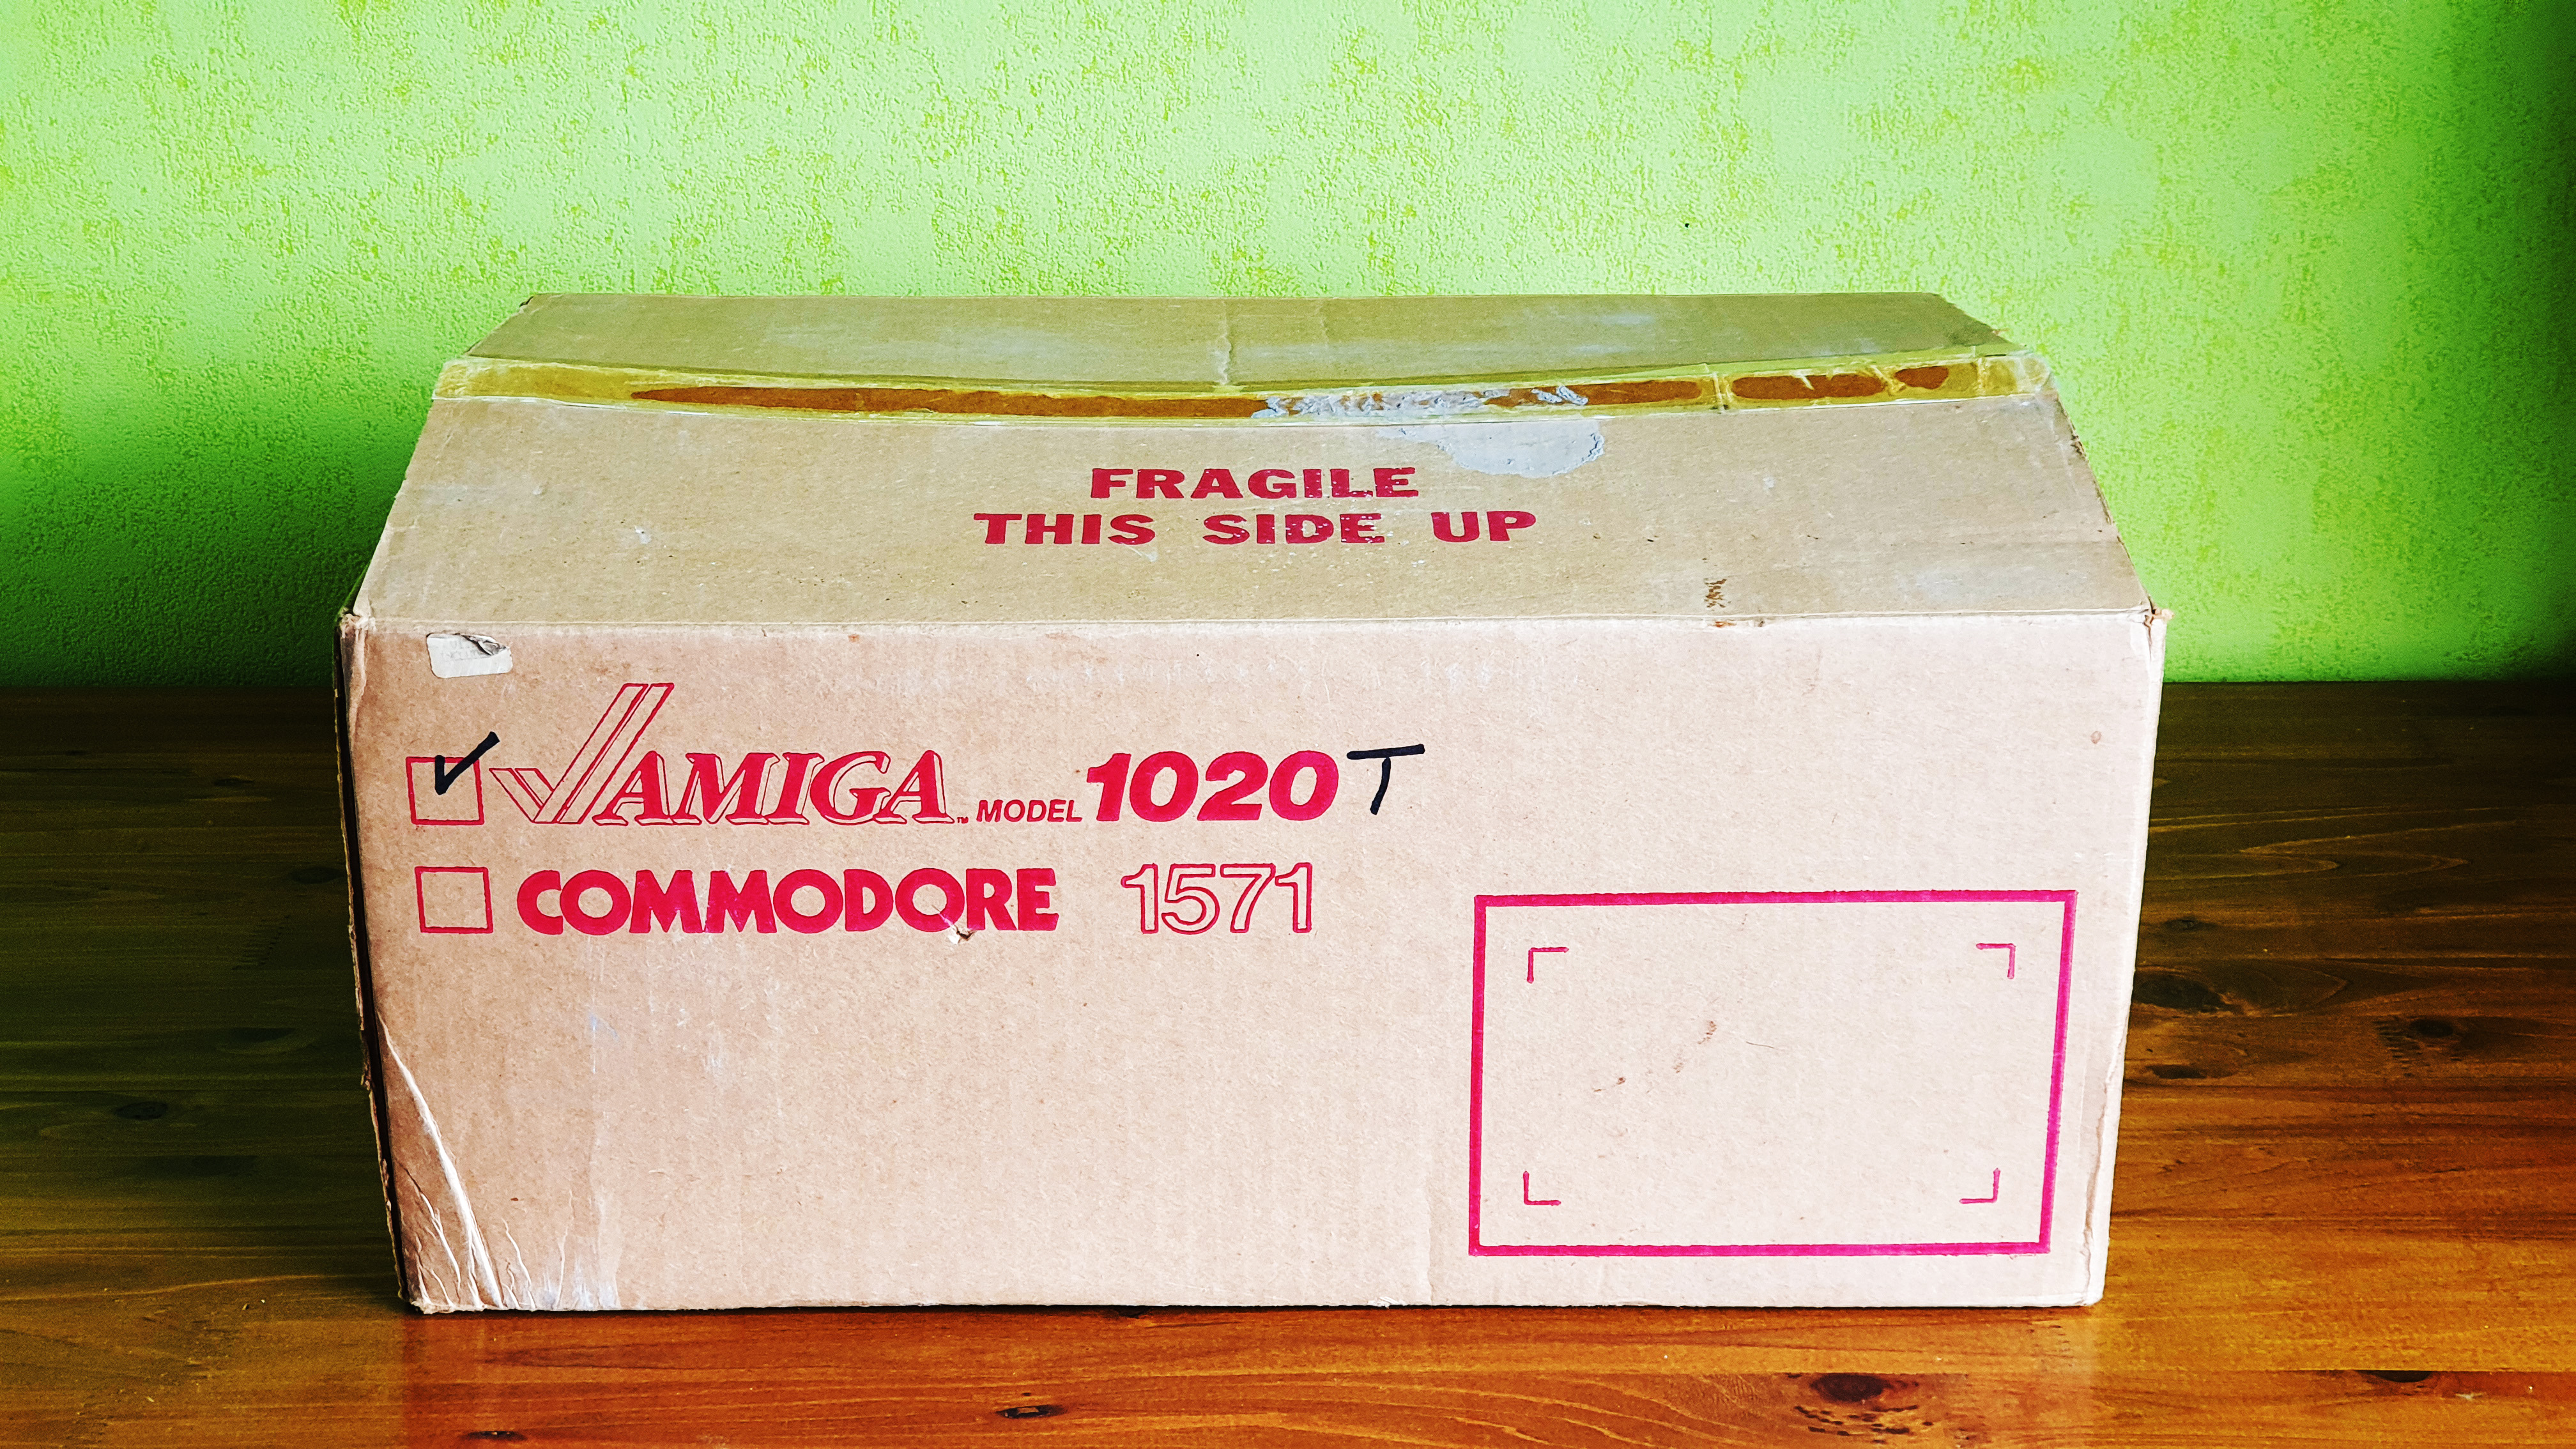 FRAGILE
THIS SIDE UP
AMIGA™ MODEL 1020 T
COMMODORE 1571